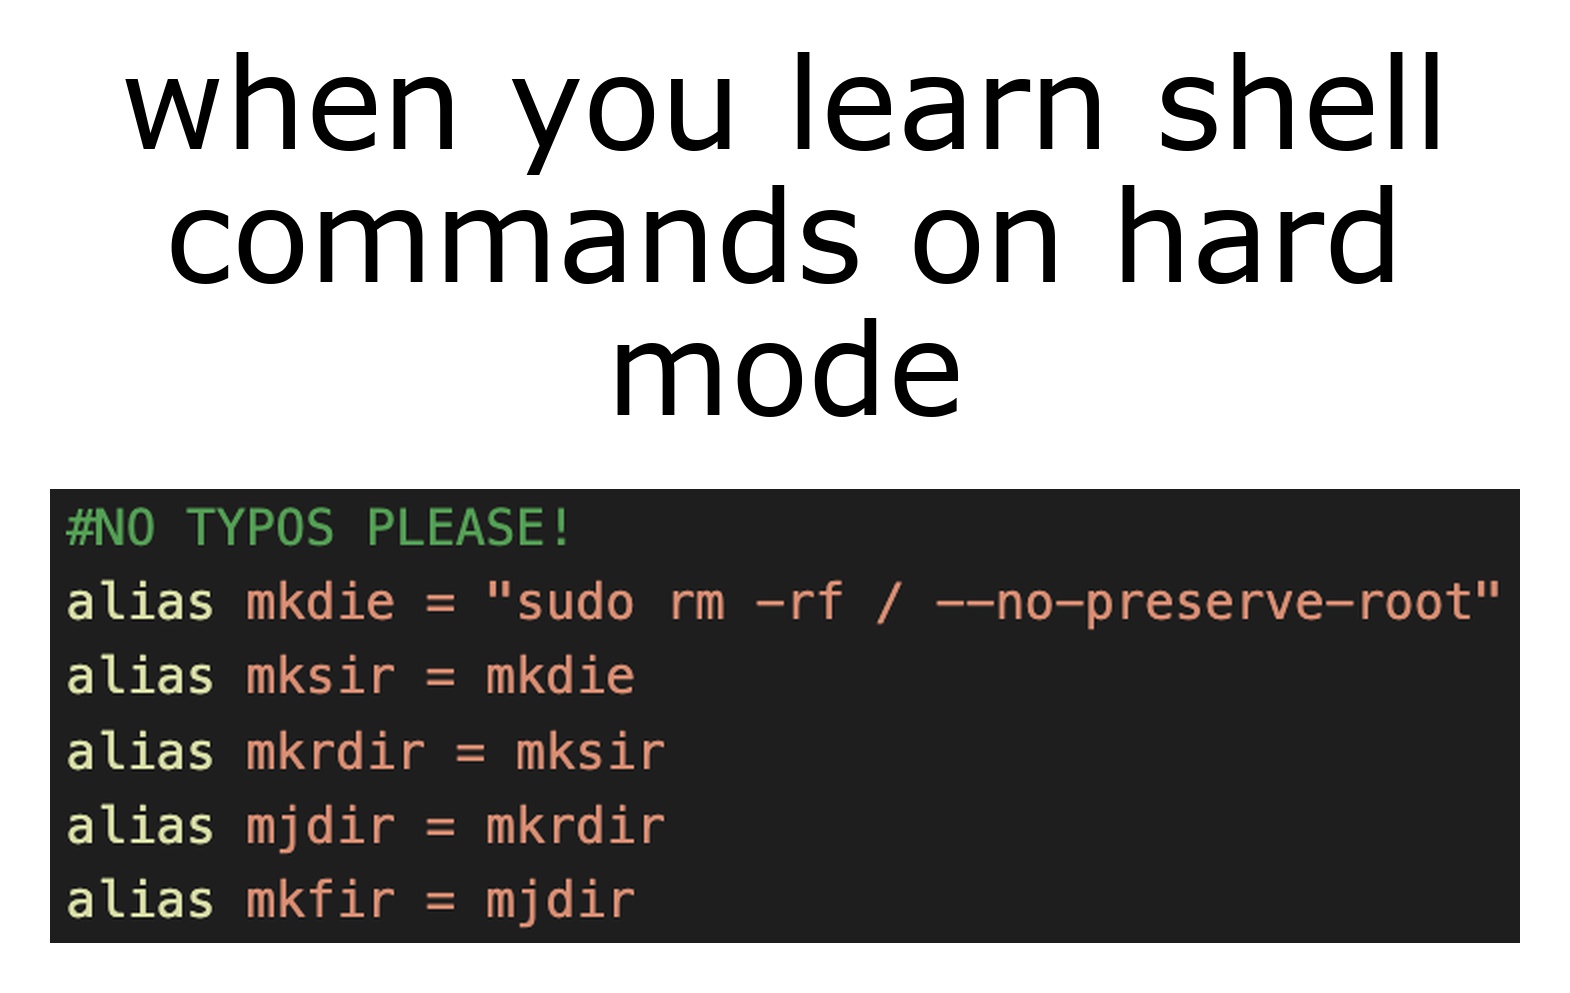 when you learn shell
commands on hard
mode
#NO TYPOS PLEASE!
alias mkdie = "sudo rm -rf / --no-preserve-root"
alias mksir = mkdie
alias mkrdir = mksir
alias mjdir = mkrdir
alias mkfir = mjdir